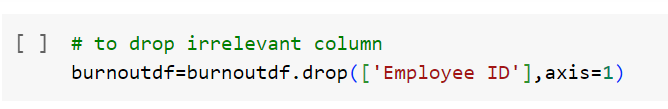 [ ] # to drop irrelevant column
burnoutdf=burnoutdf.drop(['Employee ID'],axis=1)